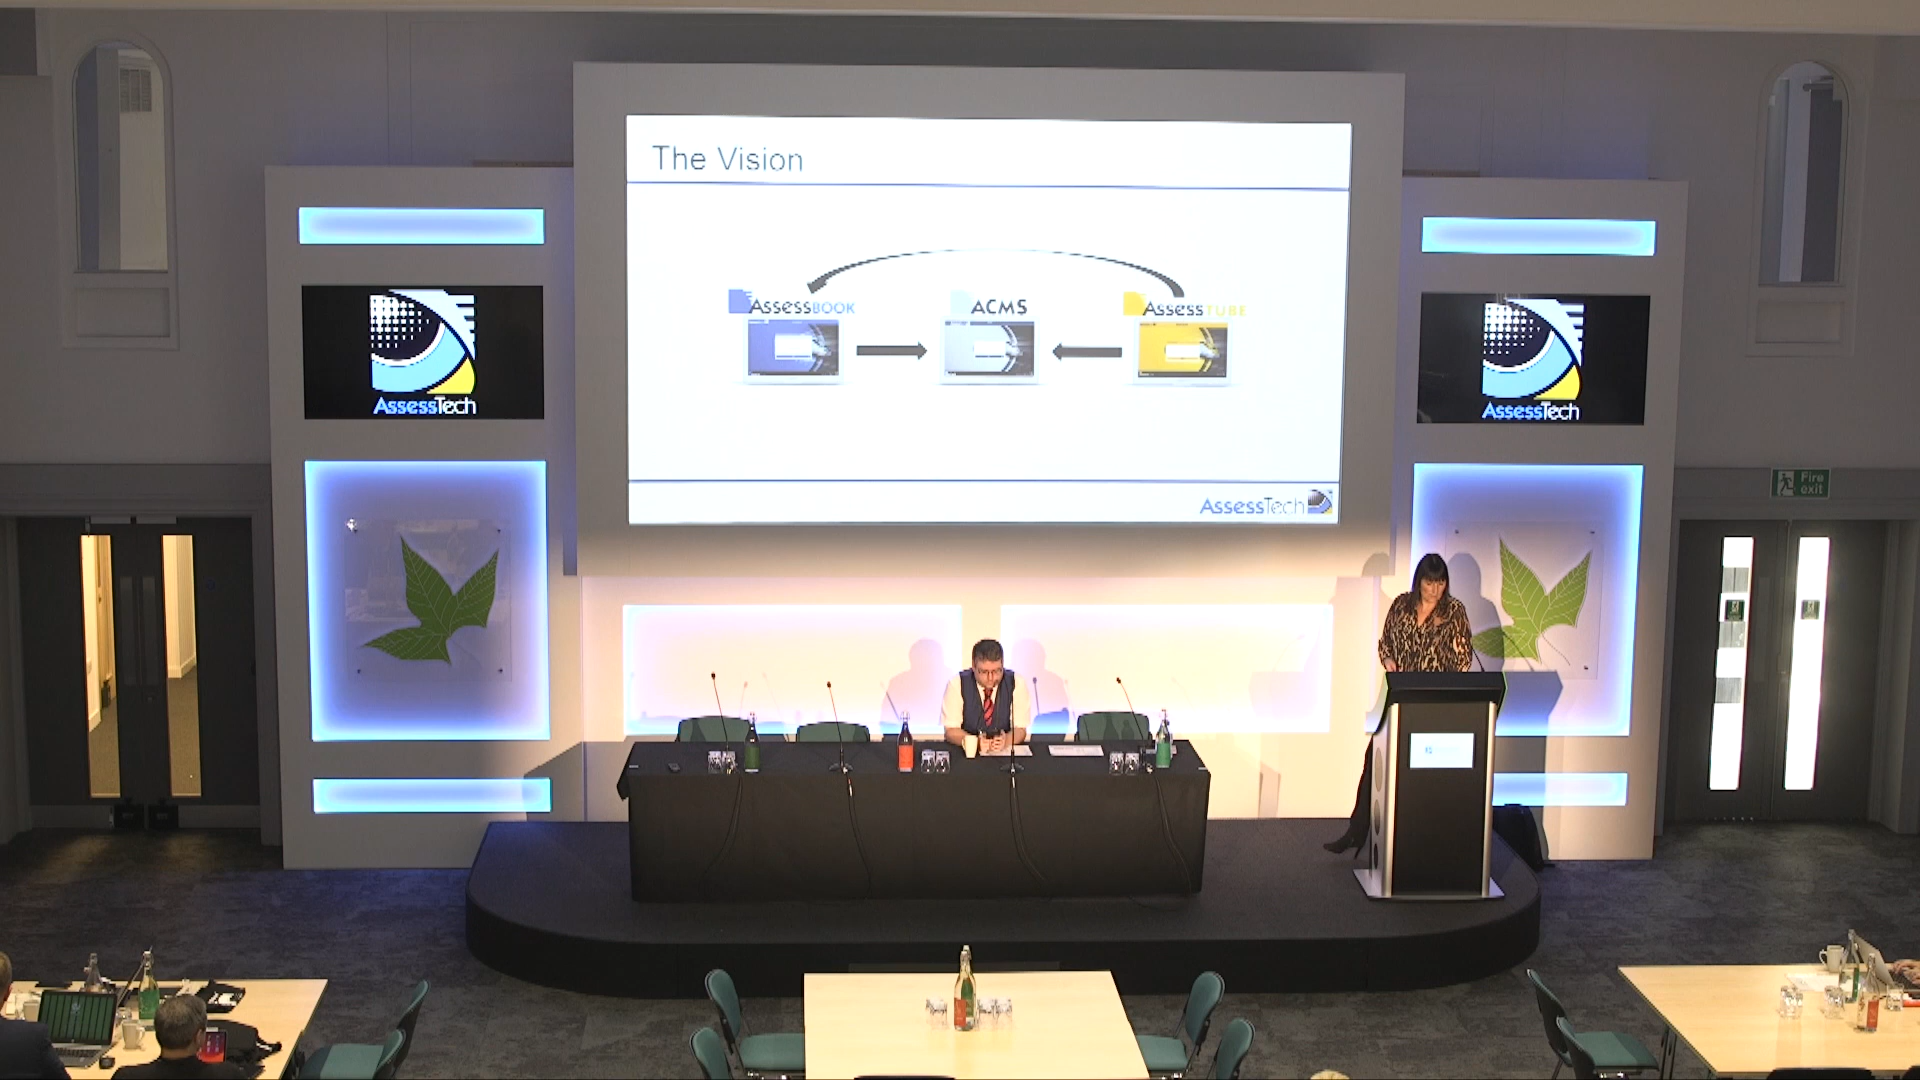 The Vision
AssessBOOK
ACMS
AssessTUBE
AssessTech
AssessTech
AssessTech
Fire
exit